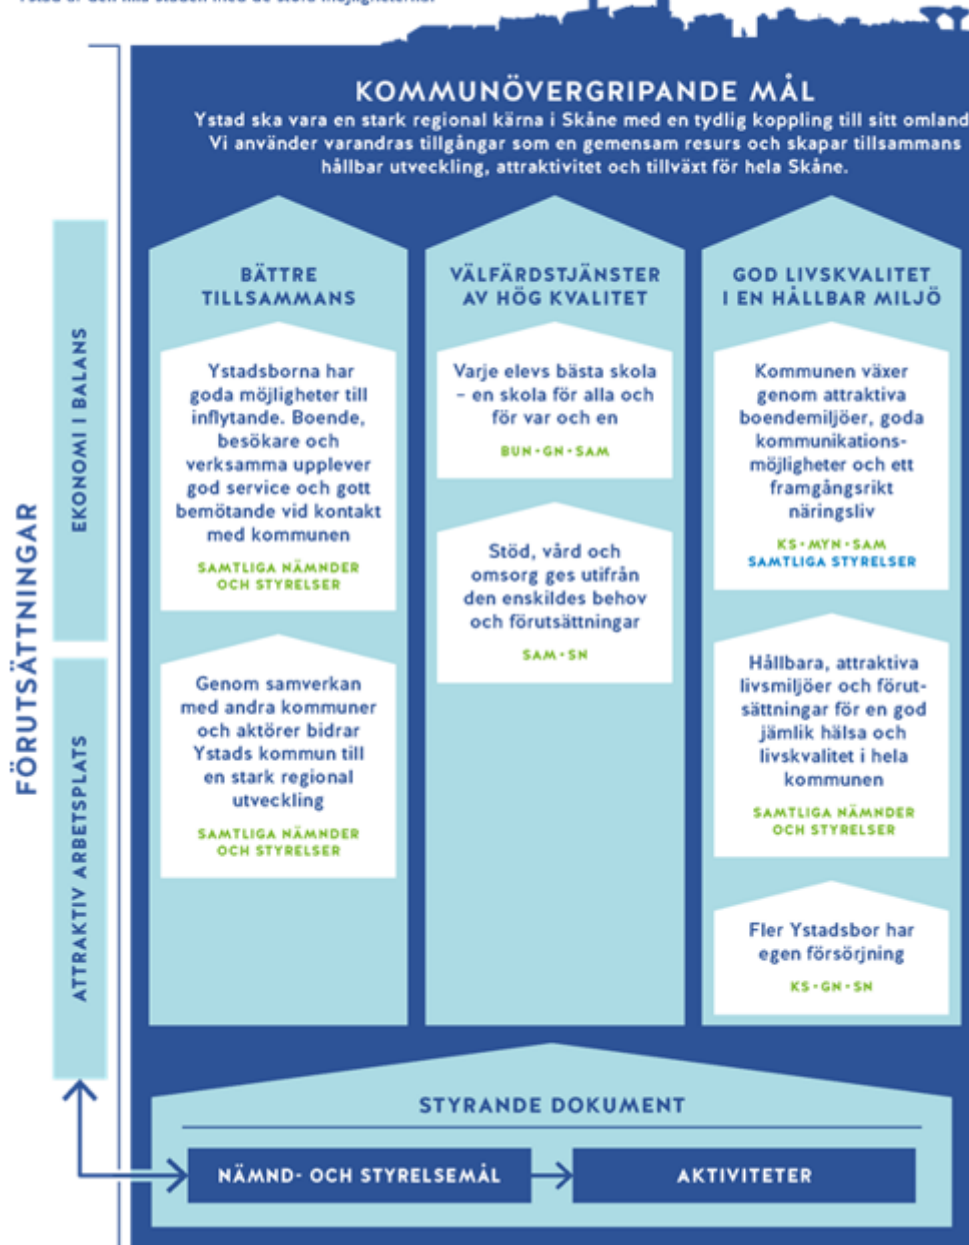 Ystad är den lilla staden med de stora möjligheterna.
KOMMUNÖVERGRIPANDE MÅL
Ystad ska vara en stark regional kärna i Skåne med en tydlig koppling till sitt omland
Vi använder varandras tillgångar som en gemensam resurs och skapar tillsammans
hållbar utveckling, attraktivitet och tillväxt för hela Skåne.
FÖRUTSÄTTNINGAR
EKONOMI I BALANS
ATTRAKTIV ARBETSPLATS
BÄTTRE
TILLSAMMANS
Ystadsborna har
goda möjligheter till
inflytande. Boende,
besökare och
verksamma upplever
god service och gott
bemötande vid kontakt
med kommunen
SAMTLIGA NÄMNDER
OCH STYRELSER
Genom samverkan
med andra kommuner
och aktörer bidrar
Ystads kommun till
en stark regional
utveckling
SAMTLIGA NÄMNDER
OCH STYRELSER
VÄLFÄRDSTJÄNSTER
AV HÖG KVALITET
Varje elevs bästa skola
– en skola för alla och
för var och en
BUN • GN • SAM
Stöd, vård och
omsorg ges utifrån
den enskildes behov
och förutsättningar
SAM • SN
GOD LIVSKVALITET
I EN HÅLLBAR MILJÖ
Kommunen växer
genom attraktiva
boendemiljöer, goda
kommunikations-
möjligheter och ett
framgångsrikt
näringsliv
KS • MYN • SAM
SAMTLIGA STYRELSER
Hållbara, attraktiva
livsmiljöer och förut-
sättningar för en god
jämlik hälsa och
livskvalitet i hela
kommunen
SAMTLIGA NÄMNDER
OCH STYRELSER
Fler Ystadsbor har
egen försörjning
KS • GN • SN
STYRANDE DOKUMENT
NÄMND- OCH STYRELSEMÅL
AKTIVITETER